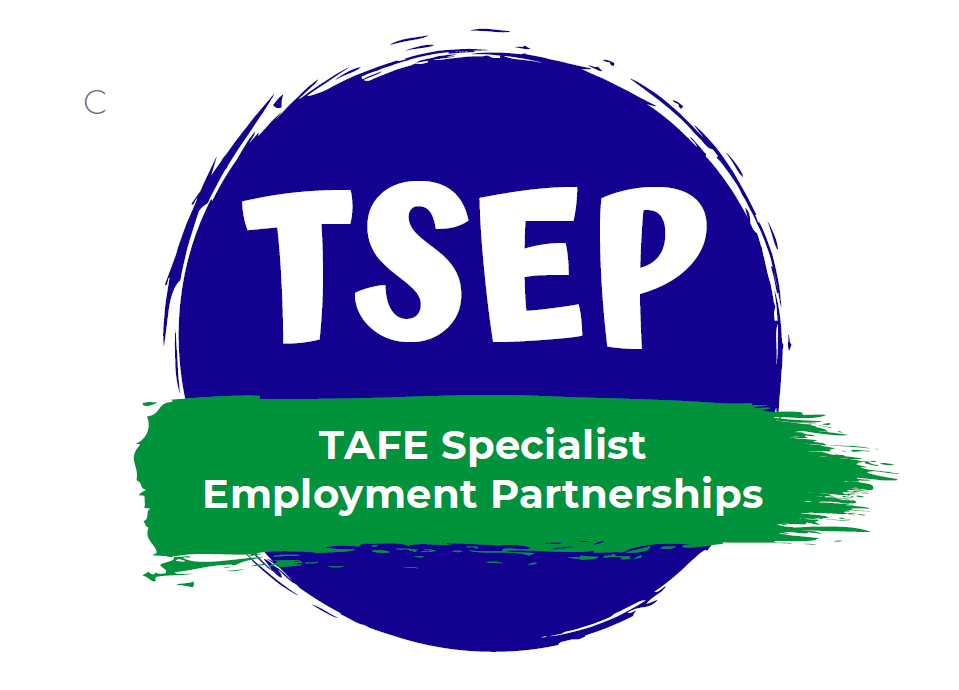 C
TSEP
TAFE Specialist
Employment Partnerships